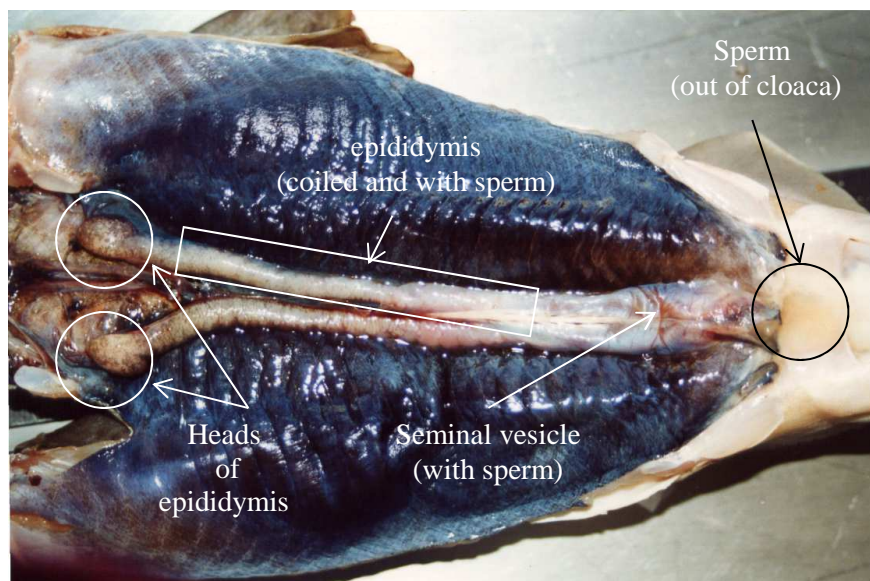 Sperm
(out of cloaca)
epididymis
(coiled and with sperm)
Heads
of
epididymis
Seminal vesicle
(with sperm)